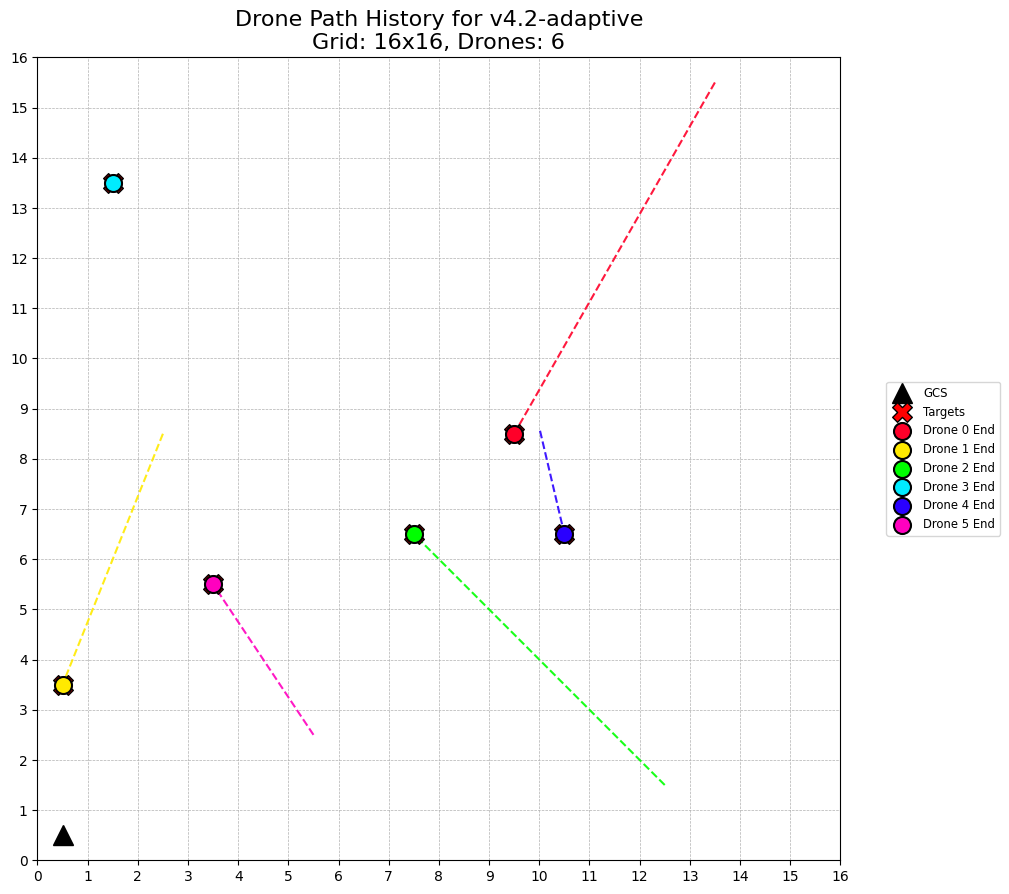 Drone Path History for v4.2-adaptive
Grid: 16x16, Drones: 6
16
15
14
13
12
11
10
9
8
7
6
5
4
3
2
1
0
0 1 2 3 4 5 6 7 8 9 10 11 12 13 14 15 16
GCS
Targets
Drone 0 End
Drone 1 End
Drone 2 End
Drone 3 End
Drone 4 End
Drone 5 End